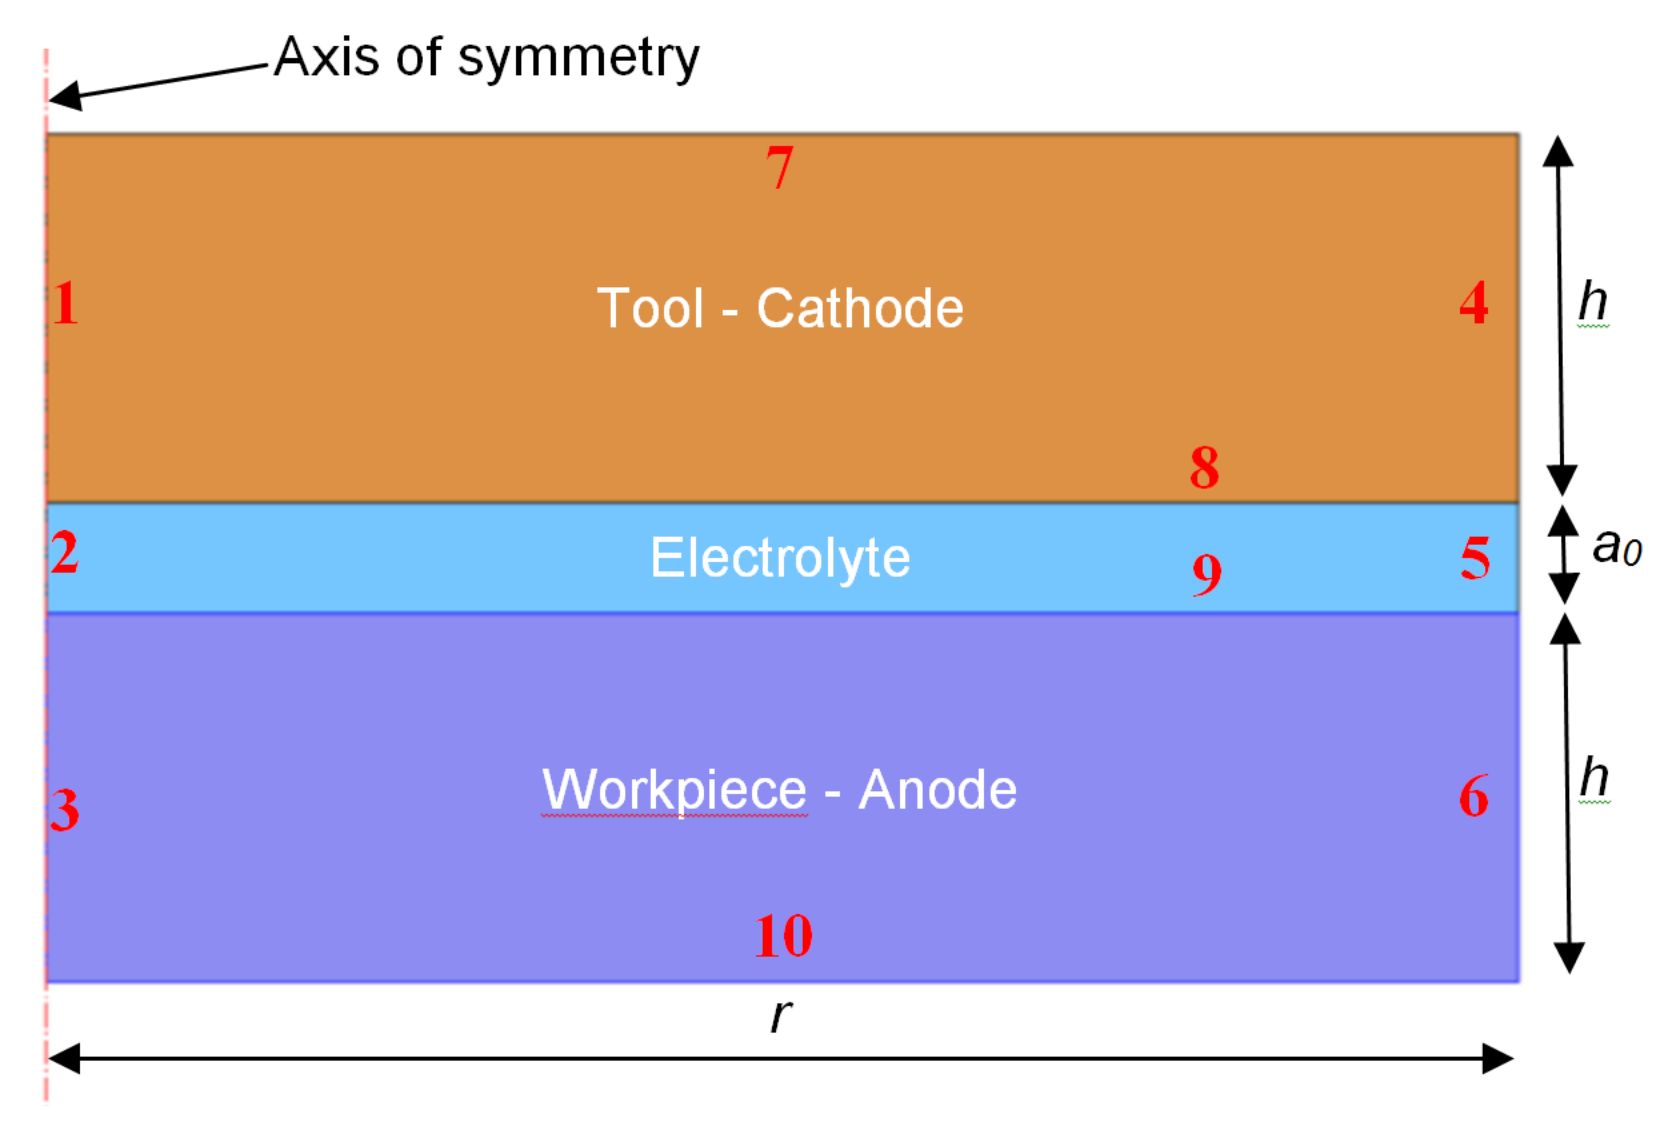 Axis of symmetry
7
1
Tool - Cathode
4
h
8
2
Electrolyte
9
5
a0
3
Workpiece - Anode
6
h
10
r